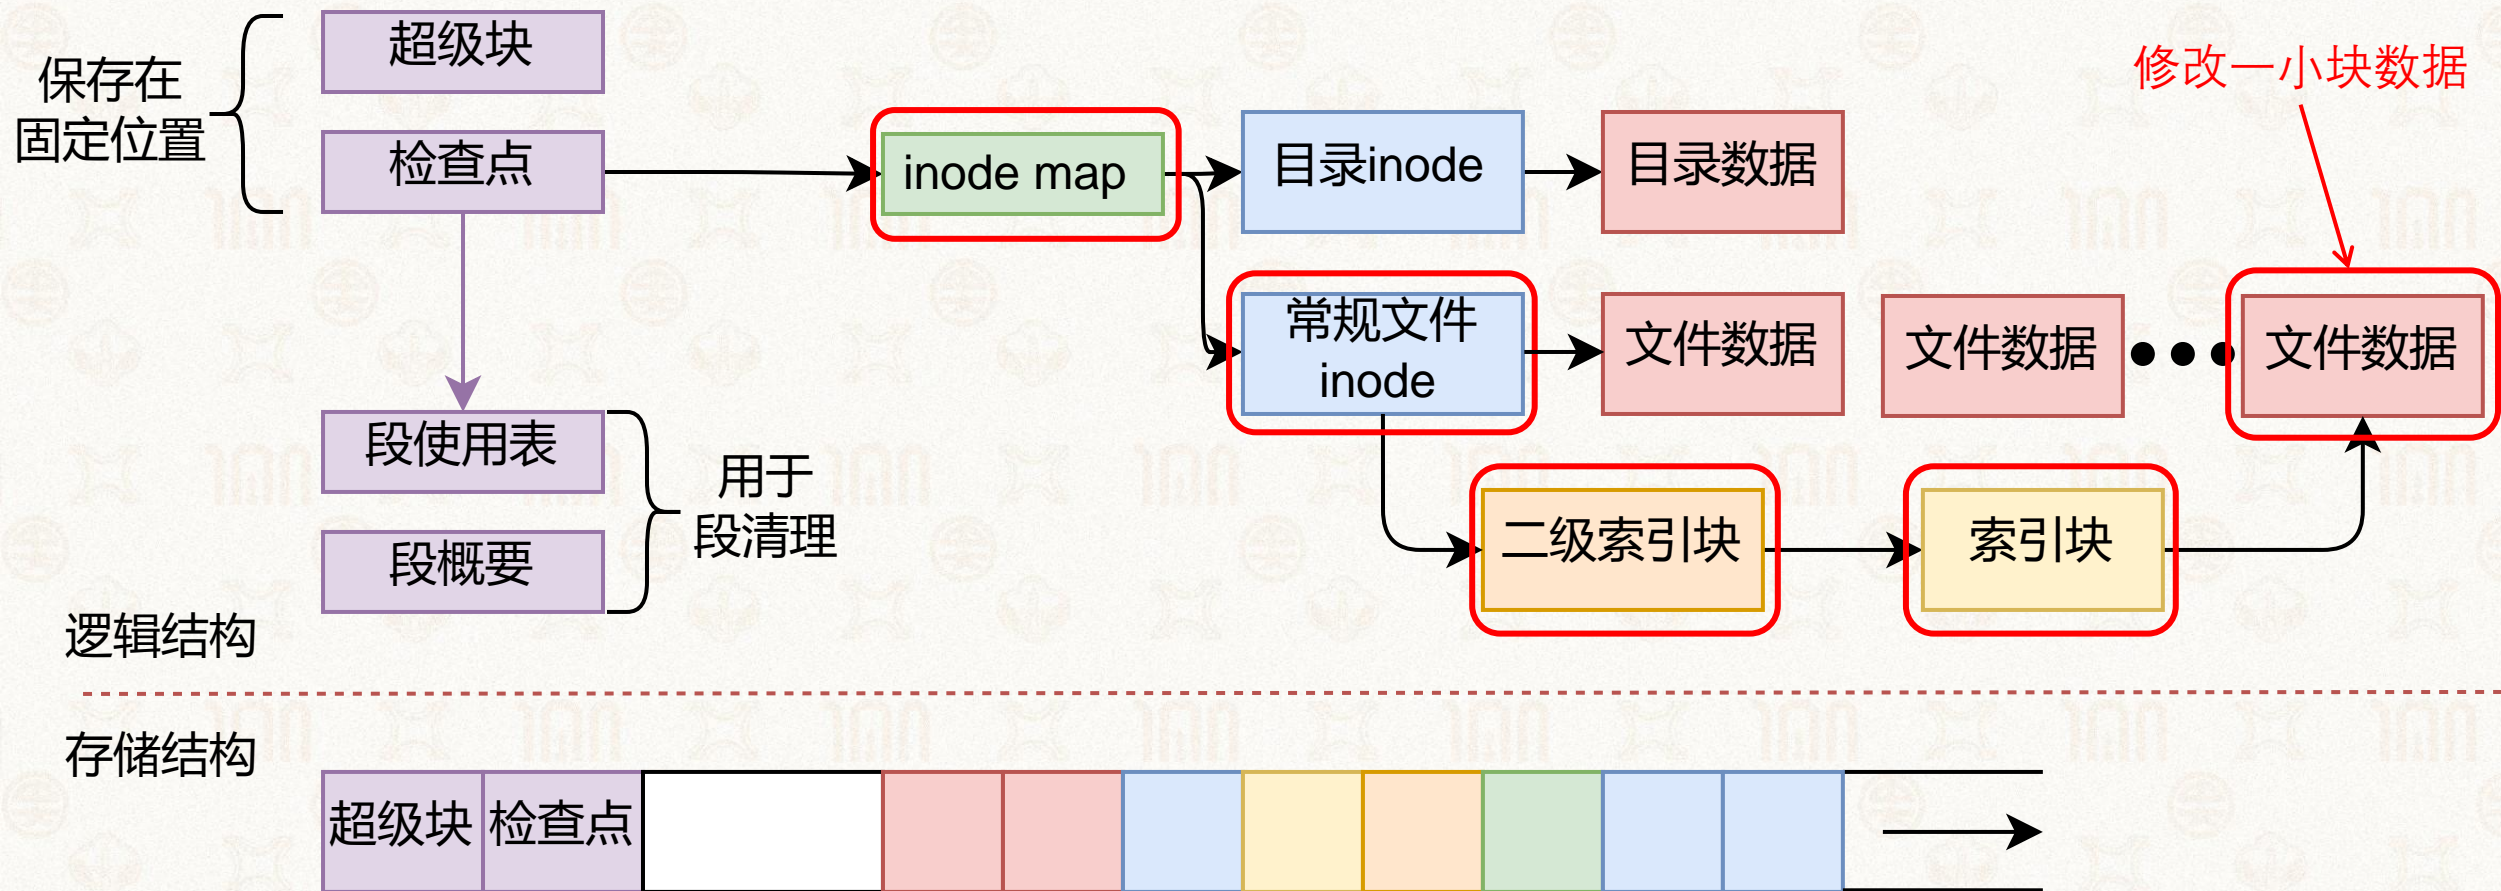 超级块
保存在
固定位置
检查点
inode map
目录inode
目录数据
修改一小块数据
常规文件
inode
文件数据
文件数据
文件数据
段使用表
用于
段清理
段概要
二级索引块
索引块
逻辑结构
存储结构
超级块
检查点